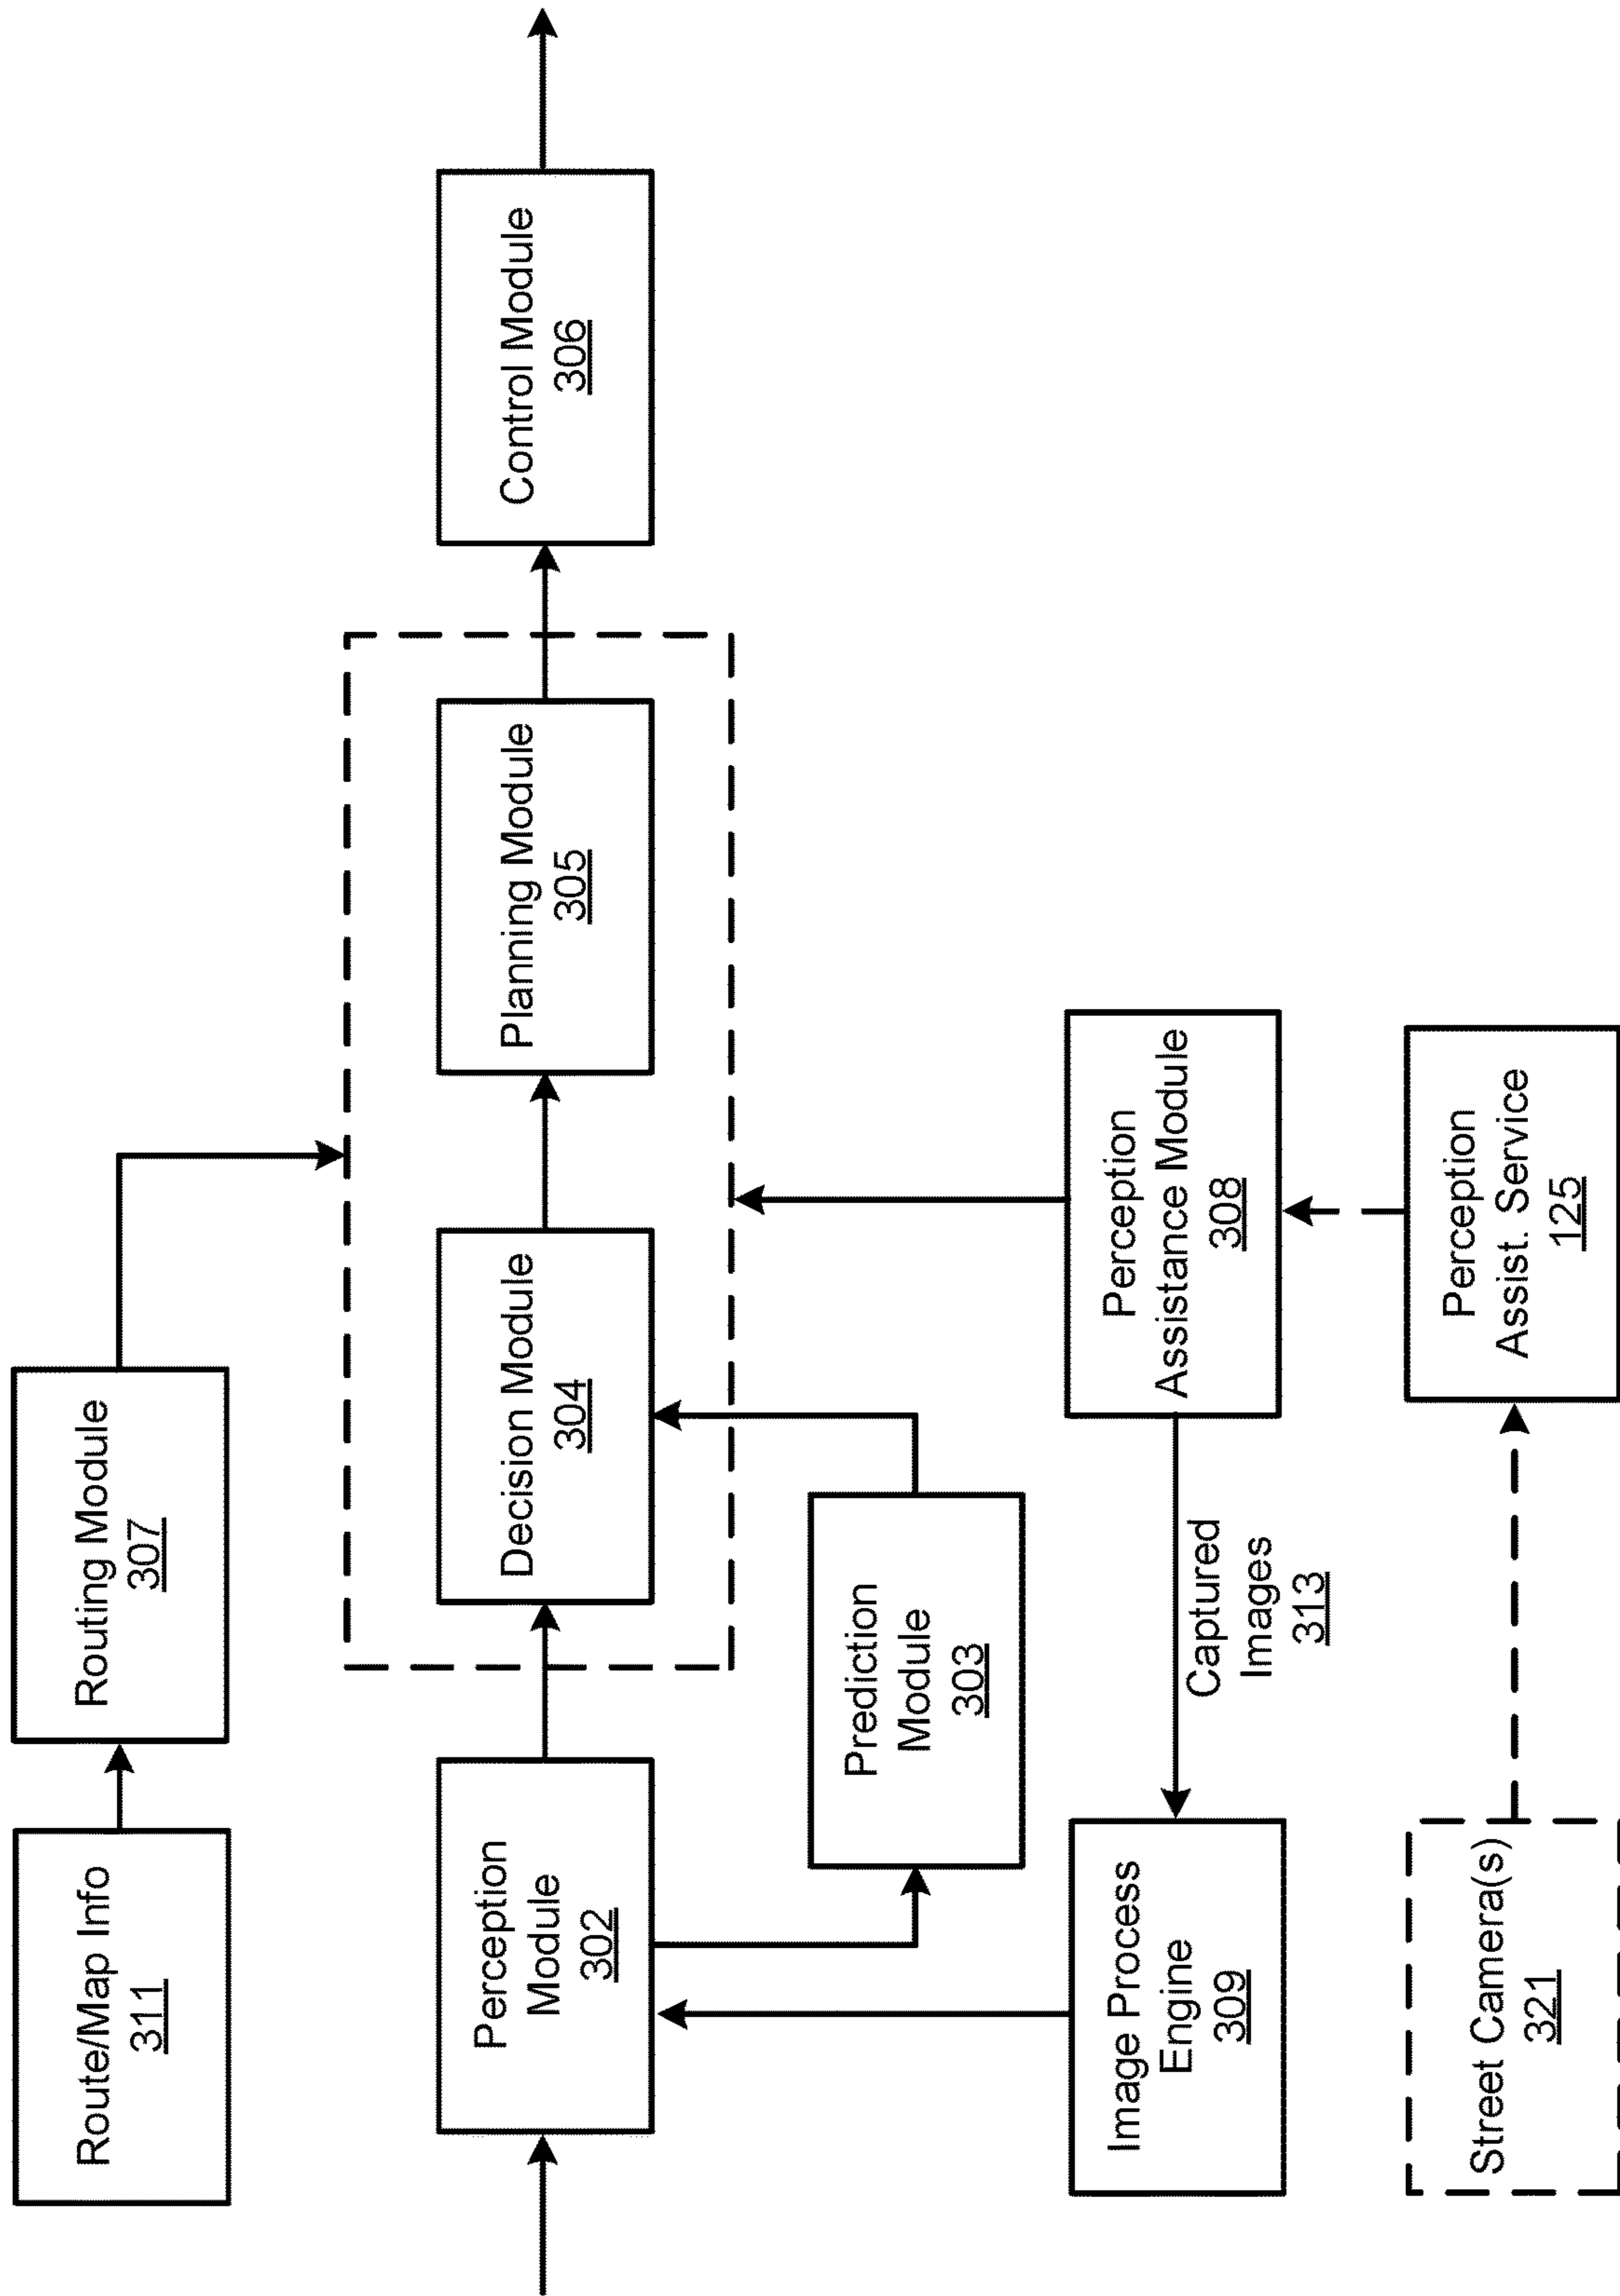 Route/Map Info
311
Routing Module
307
Perception
Module
302
Decision Module
304
Planning Module
305
Control Module
306
Prediction
Module
303
Image Process
Engine
309
Captured
Images
313
Perception
Assistance Module
308
Street Camera(s)
321
Perception
Assist. Service
125